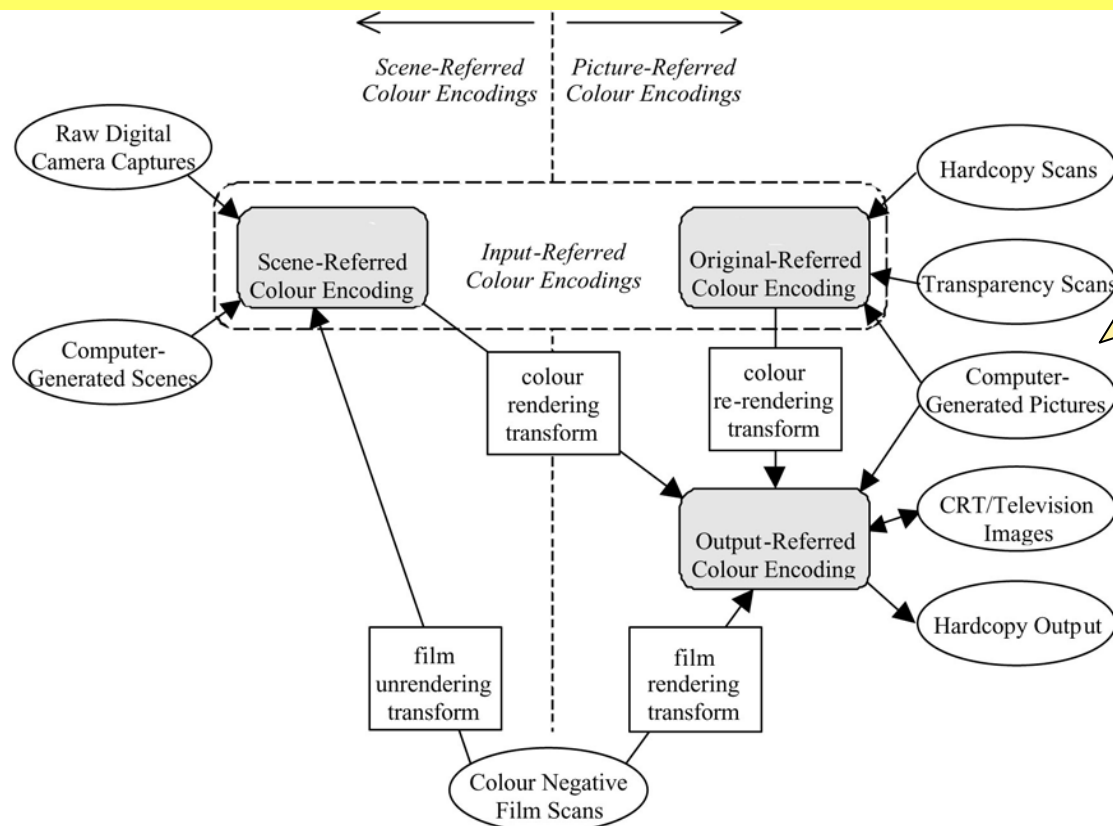 Scene-Referred
Colour Encodings
Picture-Referred
Colour Encodings
Raw Digital
Camera Captures
Hardcopy Scans
Scene-Referred
Colour Encoding
Input-Referred
Colour Encodings
Original-Referred
Colour Encoding
Transparency Scans
Computer-
Generated Scenes
colour
rendering
transform
colour
re-rendering
transform
Computer-
Generated Pictures
Output-Referred
Colour Encoding
CRT/Television
Images
Hardcopy Output
film
unrendering
transform
film
rendering
transform
Colour Negative
Film Scans